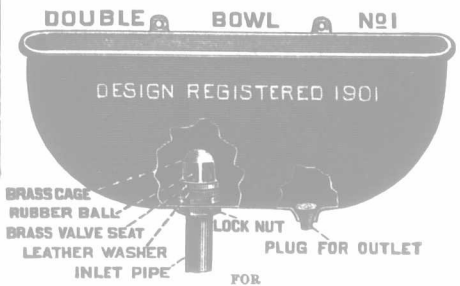 DOUBLE BOWL No1
DESIGN REGISTERED 1901
BRASS CAGE
RUBBER BALL
BRASS VALVE SEAT
LOCK NUT
LEATHER WASHER
PLUG FOR OUTLET
INLET PIPE
FOR